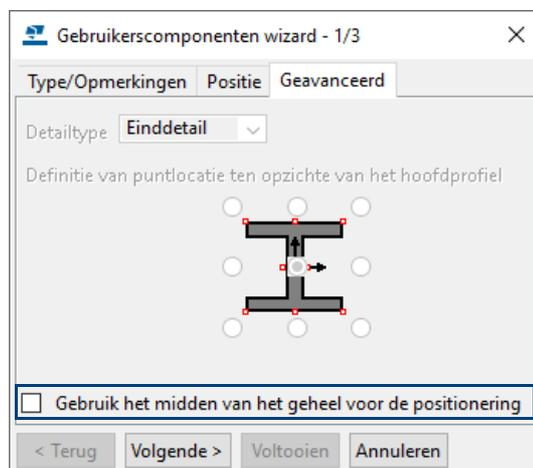 Gebruikerscomponenten wizard - 1/3
Type/Opmerkingen Positie Geavanceerd
Detailtype Einddetail
Definitie van puntlocatie ten opzichte van het hoofdprofiel
Gebruik het midden van het geheel voor de positionering
< Terug Volgende > Voltooien Annuleren